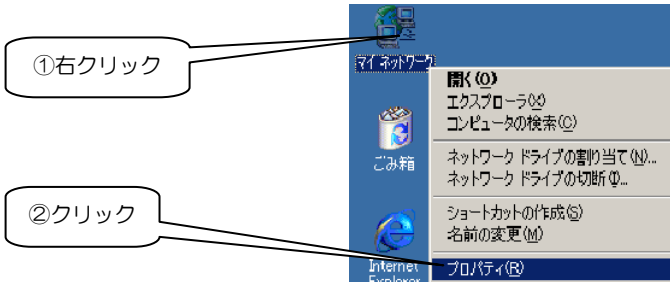 ①右クリック
マイ ネットワーク
開く(O)
エクスプローラ(X)
コンピュータの検索(C)
ごみ箱
ネットワーク ドライブの割り当て(N)...
ネットワーク ドライブの切断(I)...
②クリック
ショートカットの作成(S)
名前の変更(M)
Internet
Explorer
プロパティ(R)